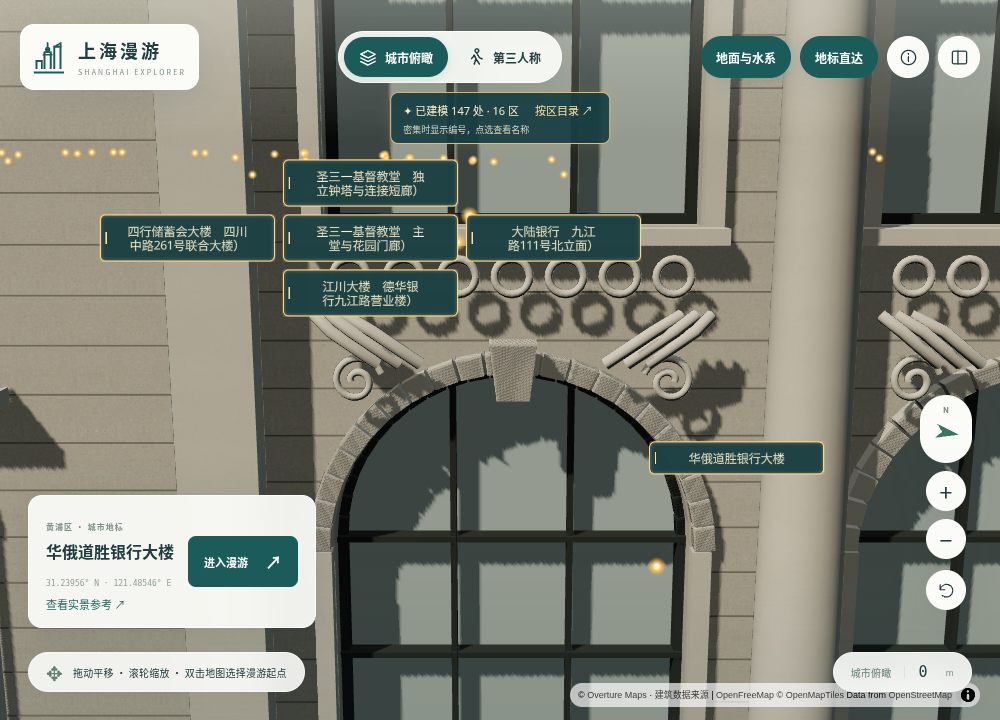 上海漫游
SHANGHAI EXPLORER
城市俯瞰
第三人称
地面与水系
地标直达
✦ 已建模 147 处 · 16 区 按区目录 ↗
密集时显示编号，点选查看名称
圣三一基督教堂 独
立钟塔与连接短廊）
四行储蓄会大楼 四川
中路261号联合大楼）
圣三一基督教堂 主
堂与花园门廊）
大陆银行 九江
路111号北立面）
江川大楼 德华银
行九江路营业楼）
华俄道胜银行大楼
N
黄浦区 · 城市地标
华俄道胜银行大楼
31.23956° N · 121.48546° E
查看实景参考 ↗
进入漫游 ↗
拖动平移 · 滚轮缩放 · 双击地图选择漫游起点
城市俯瞰 0 m
© Overture Maps · 建筑数据来源 | OpenFreeMap © OpenMapTiles Data from OpenStreetMap